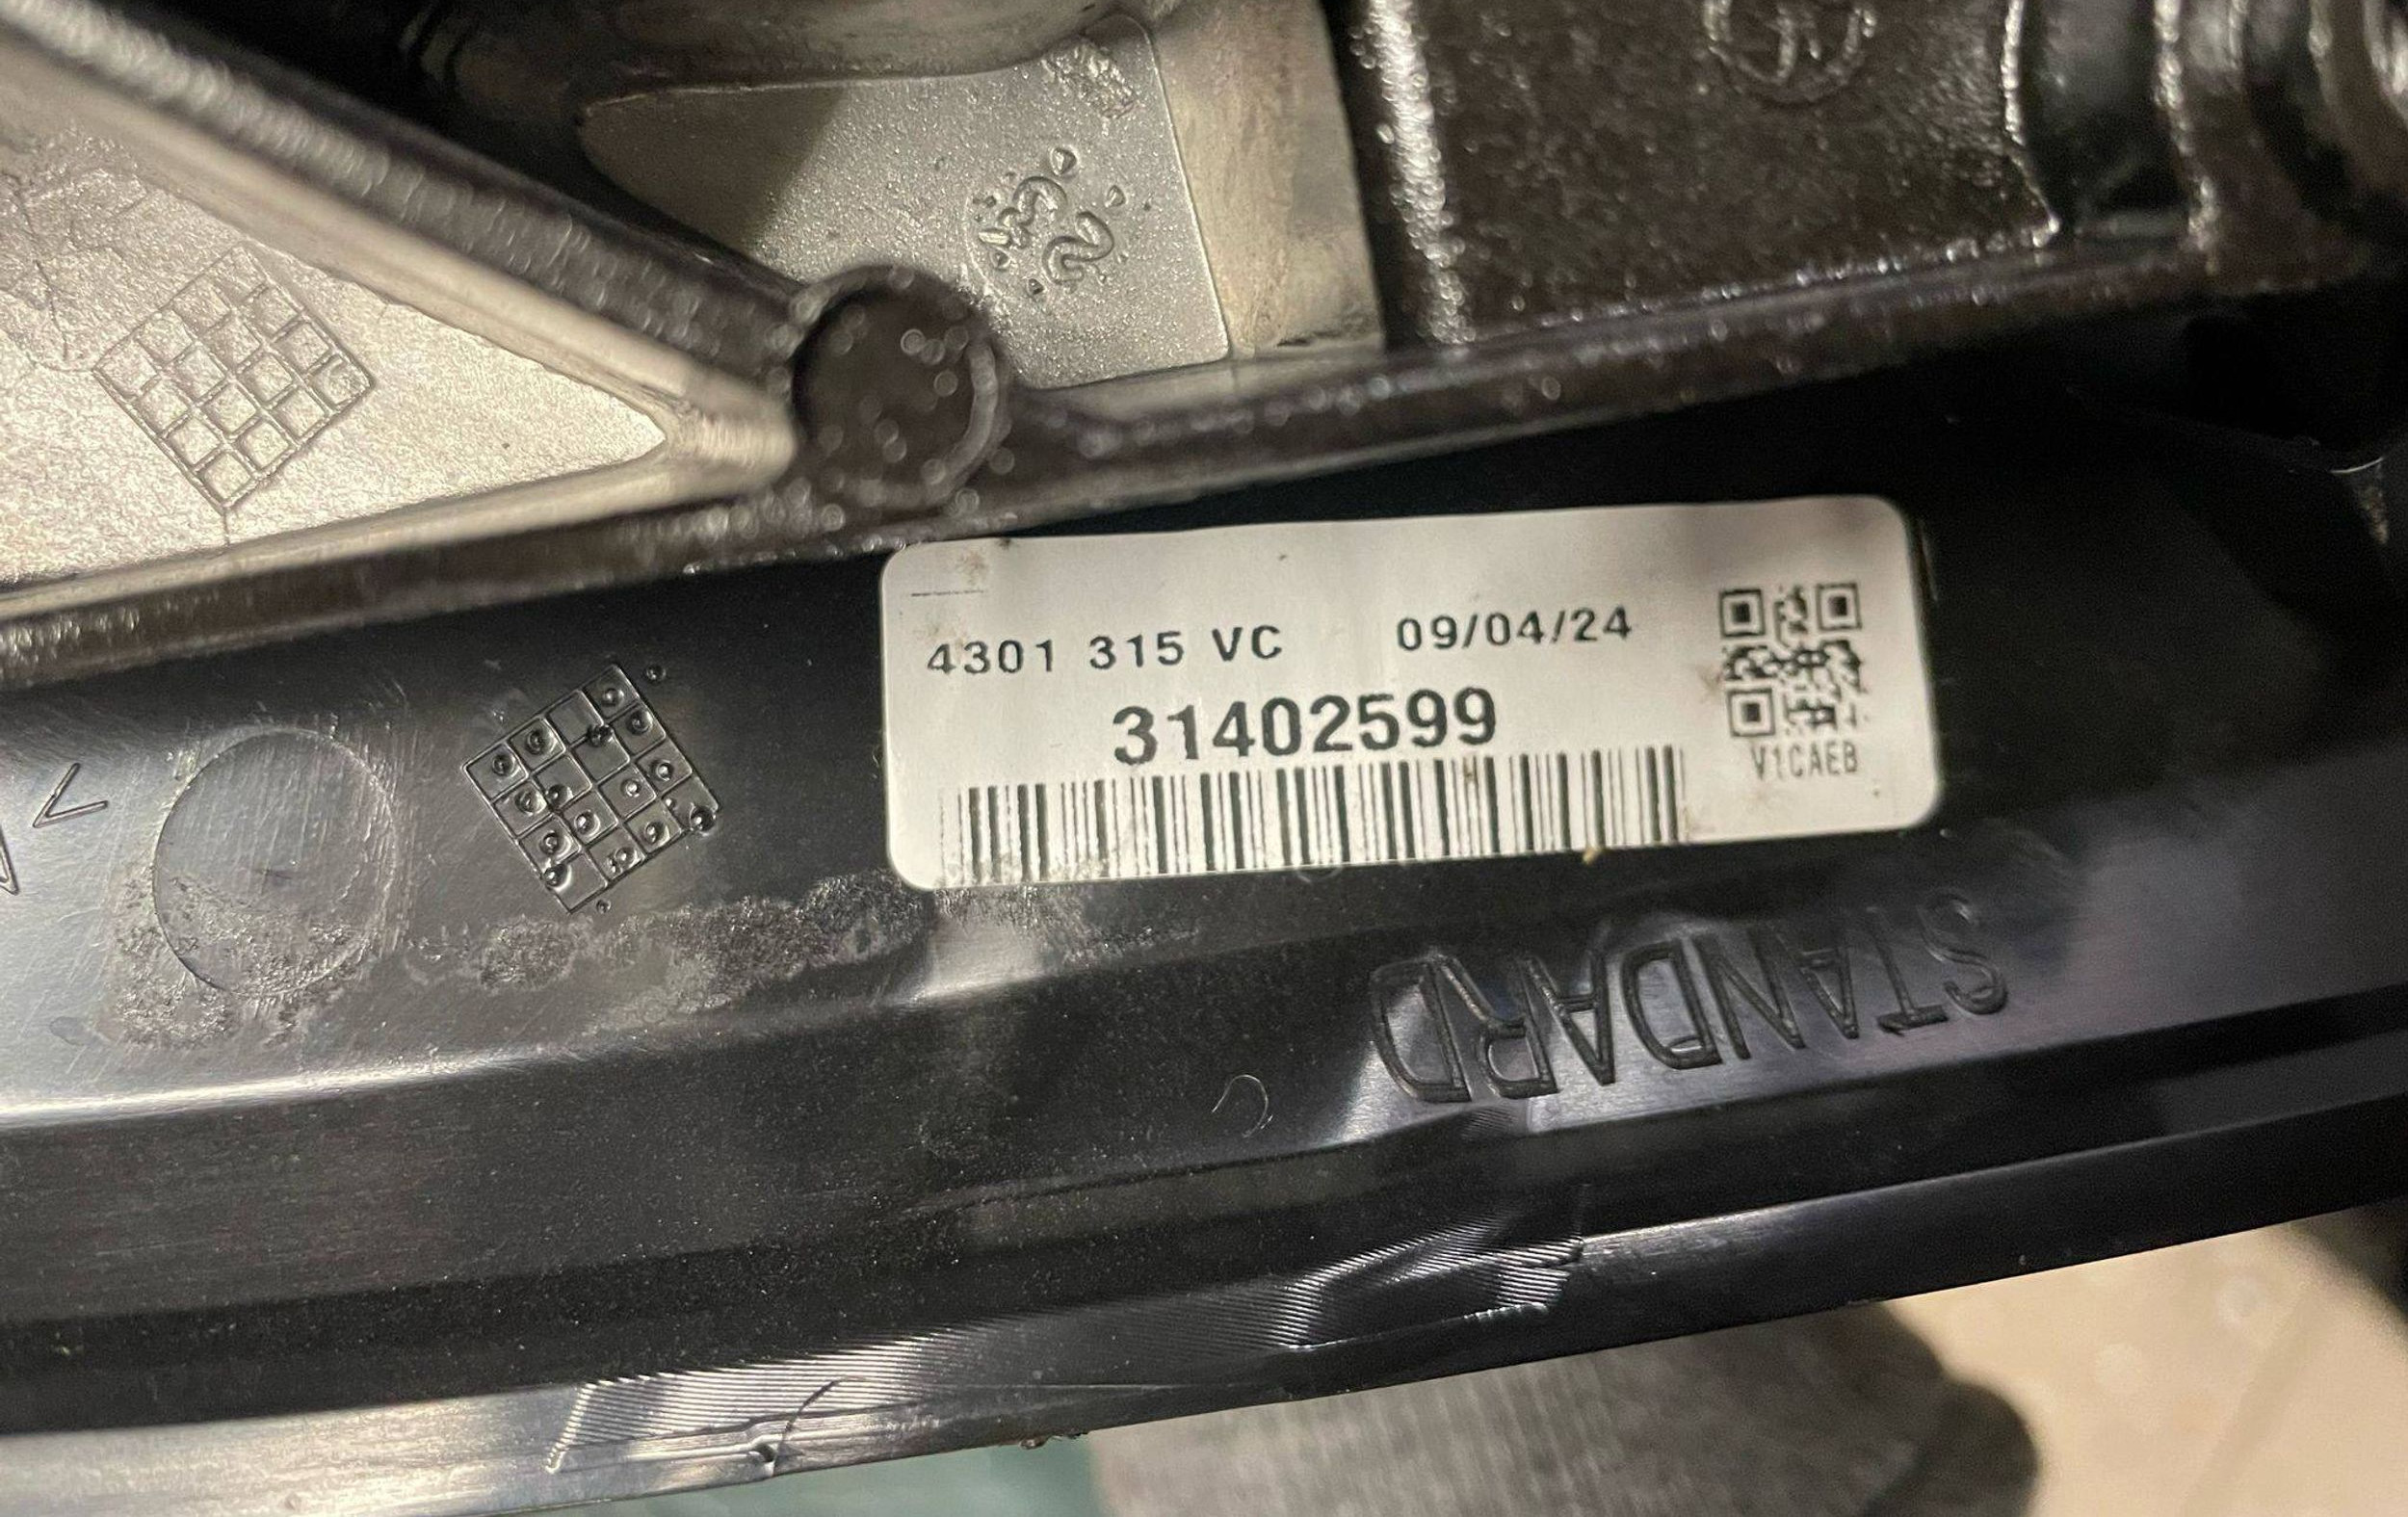 4301 315 VC 09/04/24
31402599
V1CAEB
STANDARD